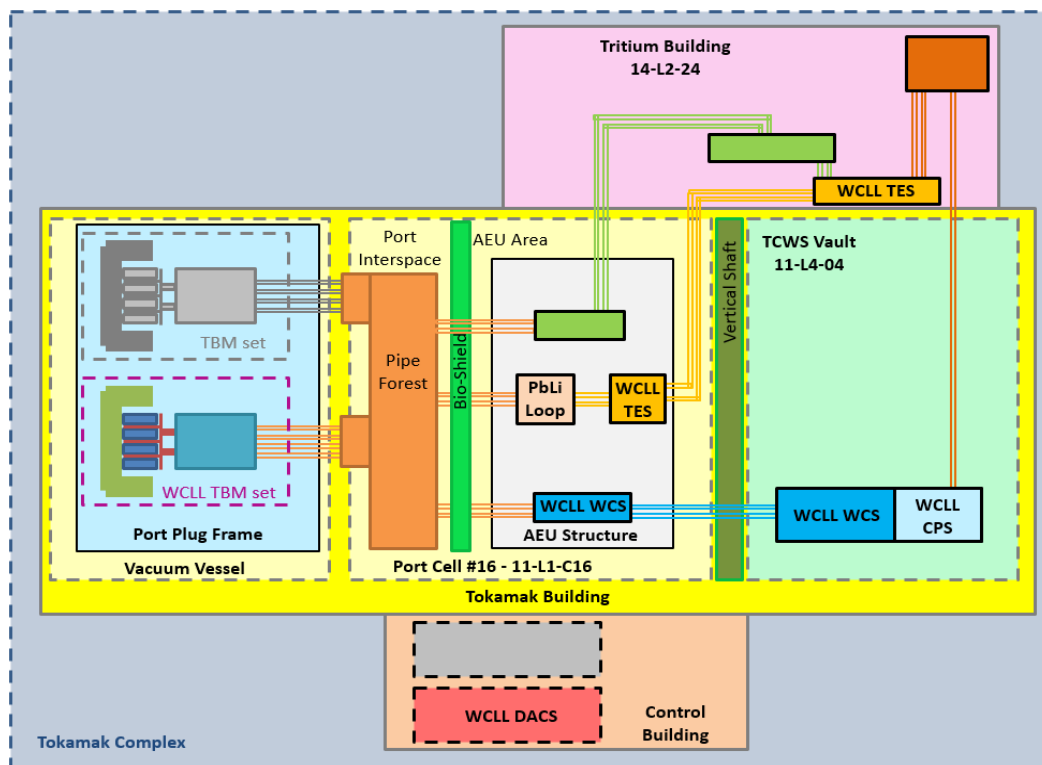 Tritium Building
14-L2-24
WCLL TES
Port
Interspace
AEU Area
TCWS Vault
11-L4-04
Vertical Shaft
TBM set
Pipe
Forest
Bio-Shield
PbLi
Loop
WCLL
TES
WCLL TBM set
WCLL WCS
WCLL WCS
WCLL
CPS
Port Plug Frame
AEU Structure
Vacuum Vessel
Port Cell #16 - 11-L1-C16
Tokamak Building
WCLL DACS
Control
Building
Tokamak Complex